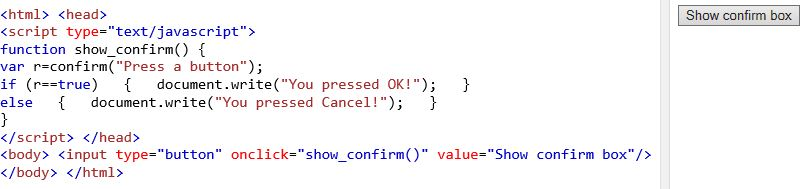 <html> <head>
<script type="text/javascript">
function show_confirm() {
var r=confirm("Press a button");
if (r==true)   {   document.write("You pressed OK!");   }
else   {   document.write("You pressed Cancel!");   }
}
</script> </head>
<body> <input type="button" onclick="show_confirm()" value="Show confirm box"/>
</body> </html>
Show confirm box